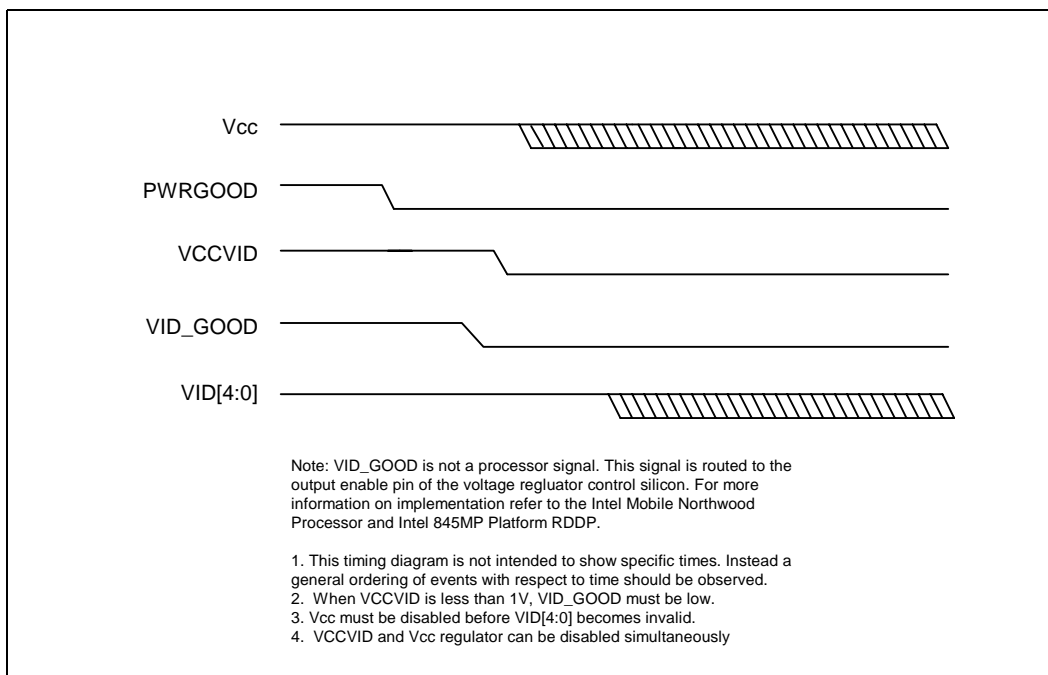 Vcc
PWRGOOD
VCCVID
VID_GOOD
VID[4:0]
Note: VID_GOOD is not a processor signal. This signal is routed to the
output enable pin of the voltage regluator control silicon. For more
information on implementation refer to the Intel Mobile Northwood
Processor and Intel 845MP Platform RDDP.
1. This timing diagram is not intended to show specific times. Instead a
general ordering of events with respect to time should be observed.
2. When VCCVID is less than 1V, VID_GOOD must be low.
3. Vcc must be disabled before VID[4:0] becomes invalid.
4. VCCVID and Vcc regulator can be disabled simultaneously